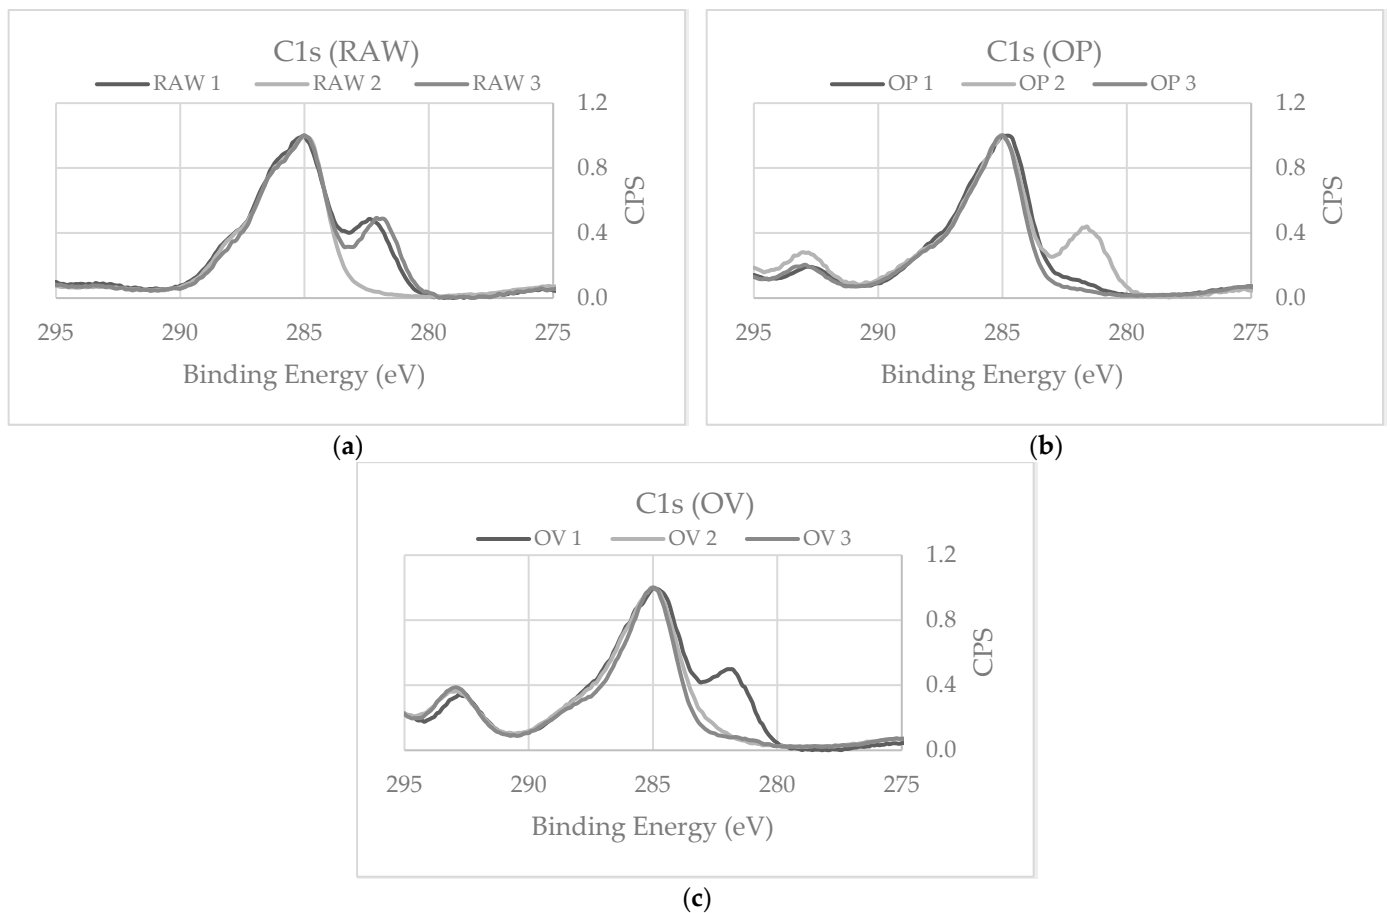 C1s (RAW)
RAW 1 RAW 2 RAW 3
1.2
0.8
0.4
0.0
CPS
295 290 285 280 275
Binding Energy (eV)
(a)
C1s (OP)
OP 1 OP 2 OP 3
1.2
0.8
0.4
0.0
CPS
295 290 285 280 275
Binding Energy (eV)
(b)
C1s (OV)
OV 1 OV 2 OV 3
1.2
0.8
0.4
0.0
CPS
295 290 285 280 275
Binding Energy (eV)
(c)